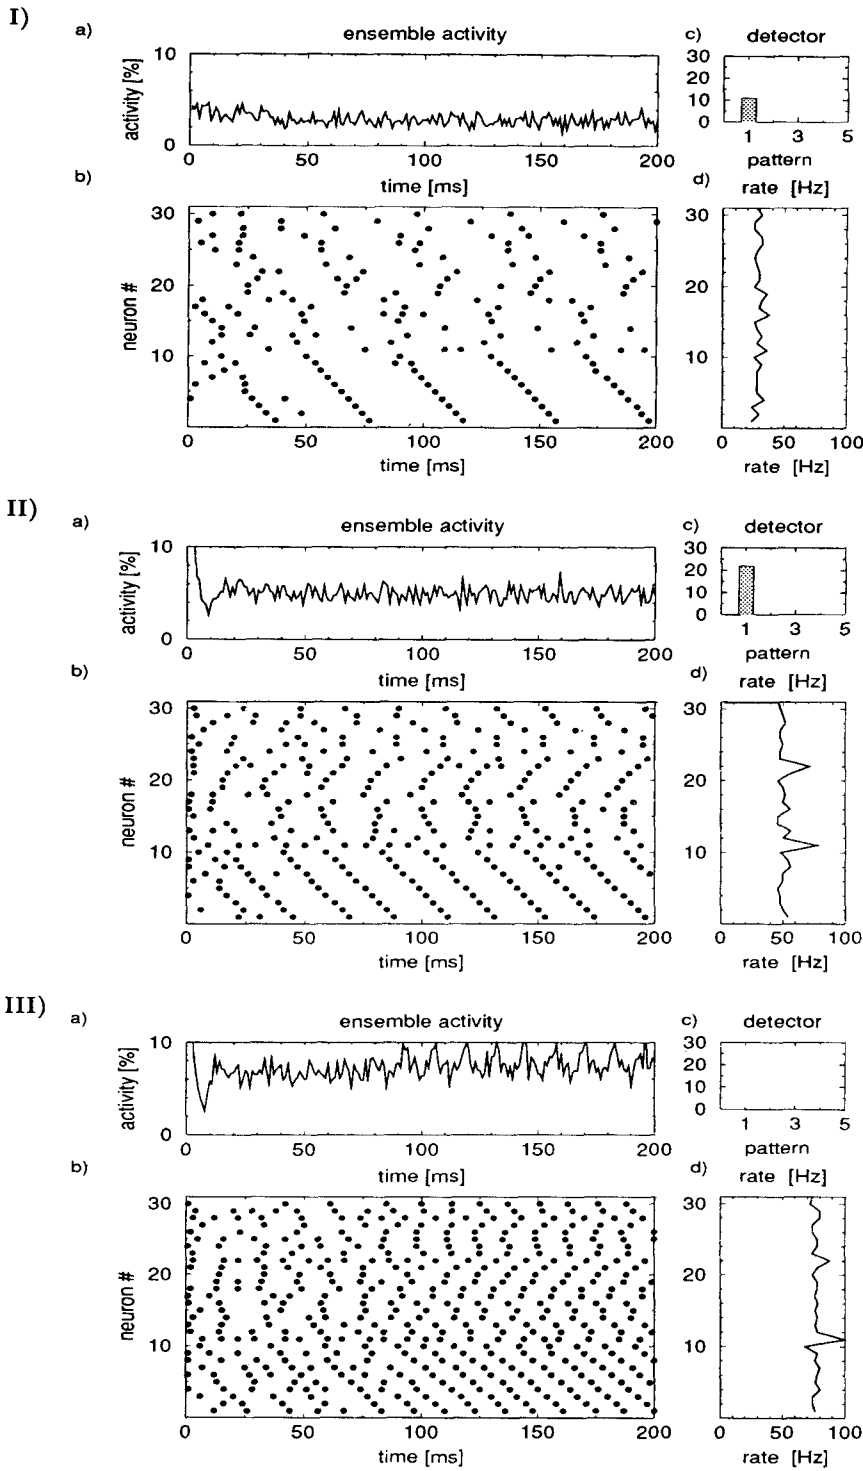 I)
a) ensemble activity c) detector
10 30
20
activity [%] 10
0 0
0 50 100 150 200 1 3 5
time [ms] pattern
b) d) rate [Hz]
30 30
20 20
neuron #
10 10
0 50 100 150 200 0 50 100
time [ms] rate [Hz]
II)
a) ensemble activity c) detector
10 30
20
activity [%] 10
0 0
0 50 100 150 200 1 3 5
time [ms] pattern
b) d) rate [Hz]
30 30
20 20
neuron #
10 10
0 50 100 150 200 0 50 100
time [ms] rate [Hz]
III)
a) ensemble activity c) detector
10 30
20
activity [%] 10
0 0
0 50 100 150 200 1 3 5
time [ms] pattern
b) d) rate [Hz]
30 30
20 20
neuron #
10 10
0 50 100 150 200 0 50 100
time [ms] rate [Hz]